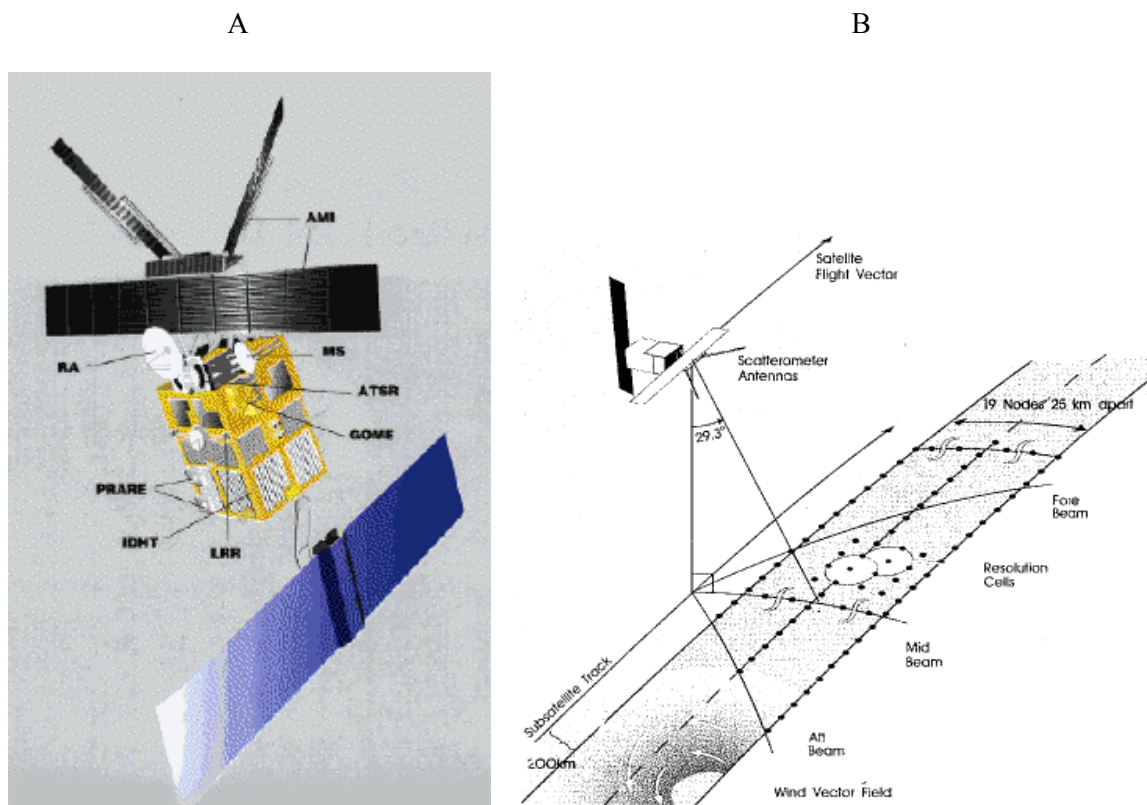 A
B
AMI
RA
MS
ATSR
GOME
PRARE
IDHT
LRR
Satellite
Flight Vector
Scatterometer
Antennas
19 Nodes 25 km apart
29.3°
Fore
Beam
Resolution
Cells
Mid
Beam
Subsatellite Track
Aft
Beam
200km
Wind Vector Field